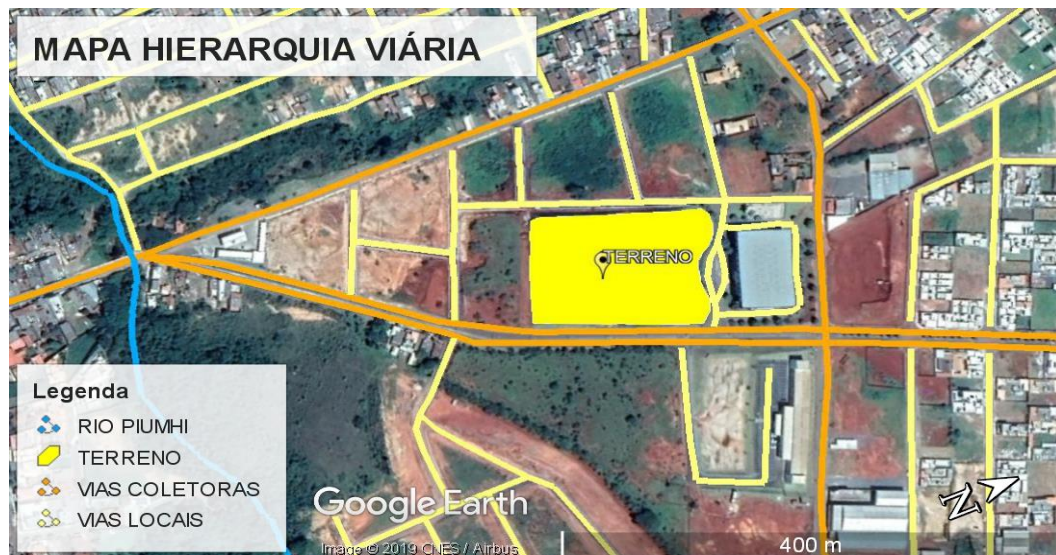 MAPA HIERARQUIA VIÁRIA
TERRENO
Legenda
RIO PIUMHI
TERRENO
VIAS COLETORAS
VIAS LOCAIS
Google Earth
Image © 2019 CNES / Airbus
400 m
N